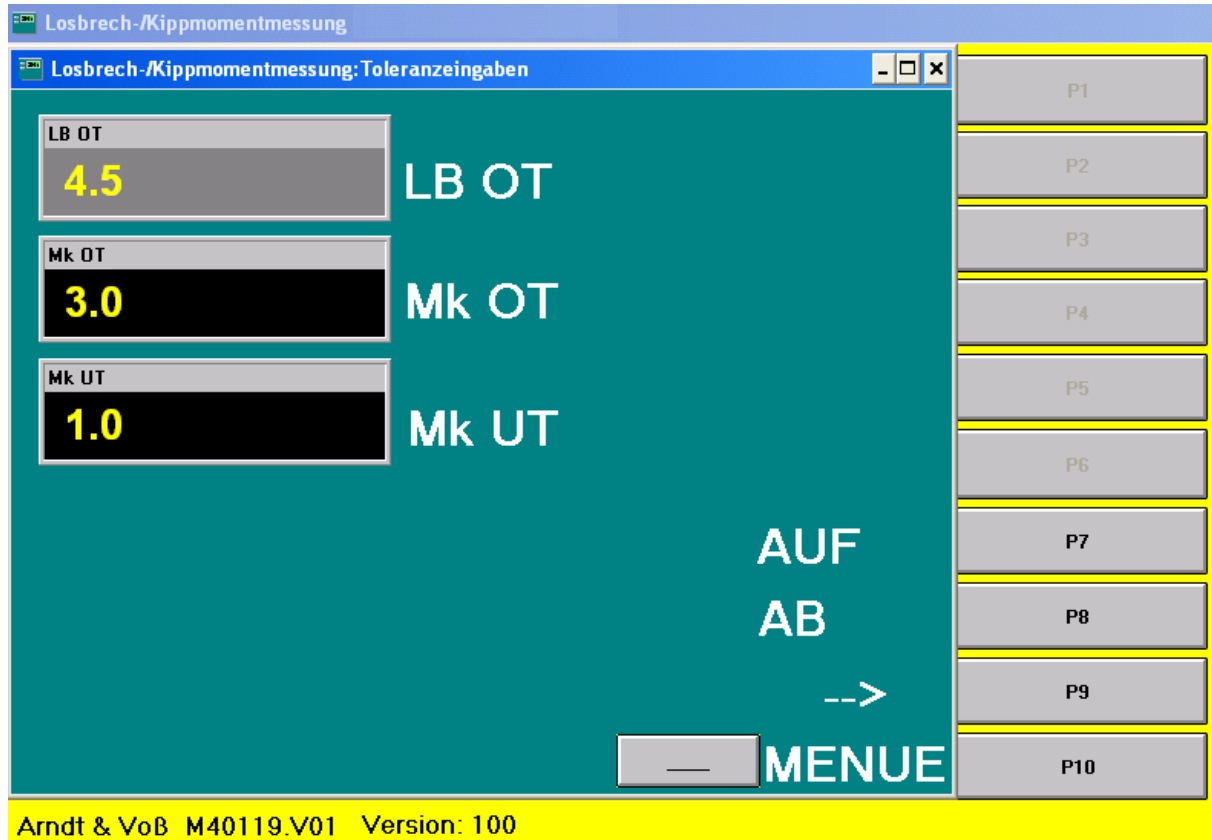 Losbrech-/Kippmomentmessung
Losbrech-/Kippmomentmessung:Toleranzeingaben
LB OT
4.5
LB OT
Mk OT
3.0
Mk OT
Mk UT
1.0
Mk UT
AUF
AB
-->
MENUE
P1
P2
P3
P4
P5
P6
P7
P8
P9
P10
Arndt & Voß M40119.V01 Version: 100